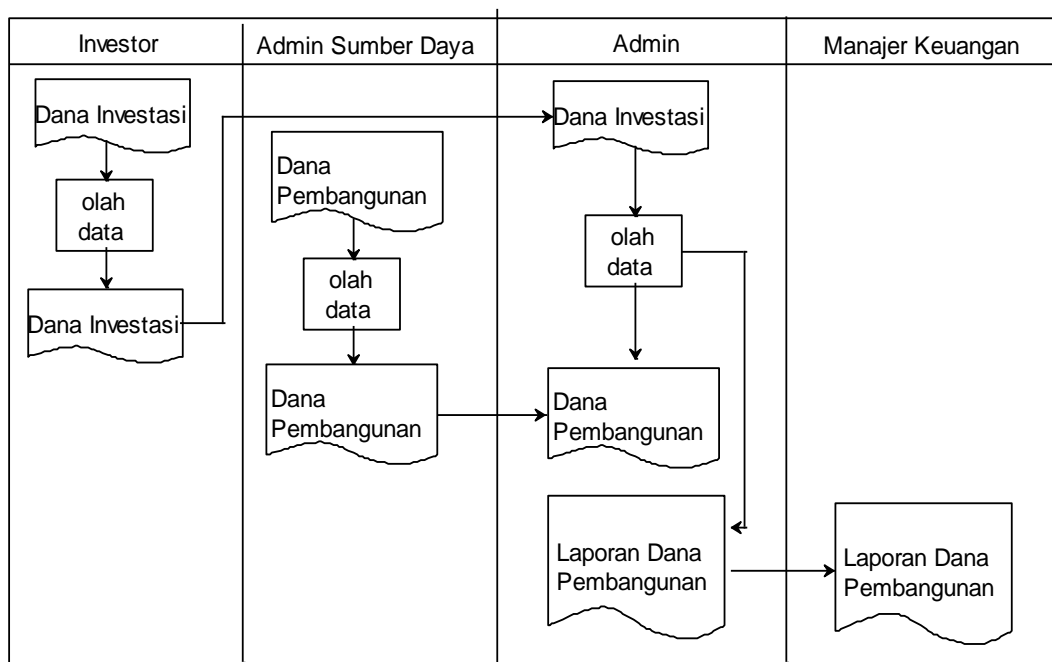 Investor
Admin Sumber Daya
Admin
Manajer Keuangan
Dana Investasi
olah
data
Dana Investasi
Dana
Pembangunan
olah
data
Dana
Pembangunan
Dana Investasi
olah
data
Dana
Pembangunan
Laporan Dana
Pembangunan
Laporan Dana
Pembangunan